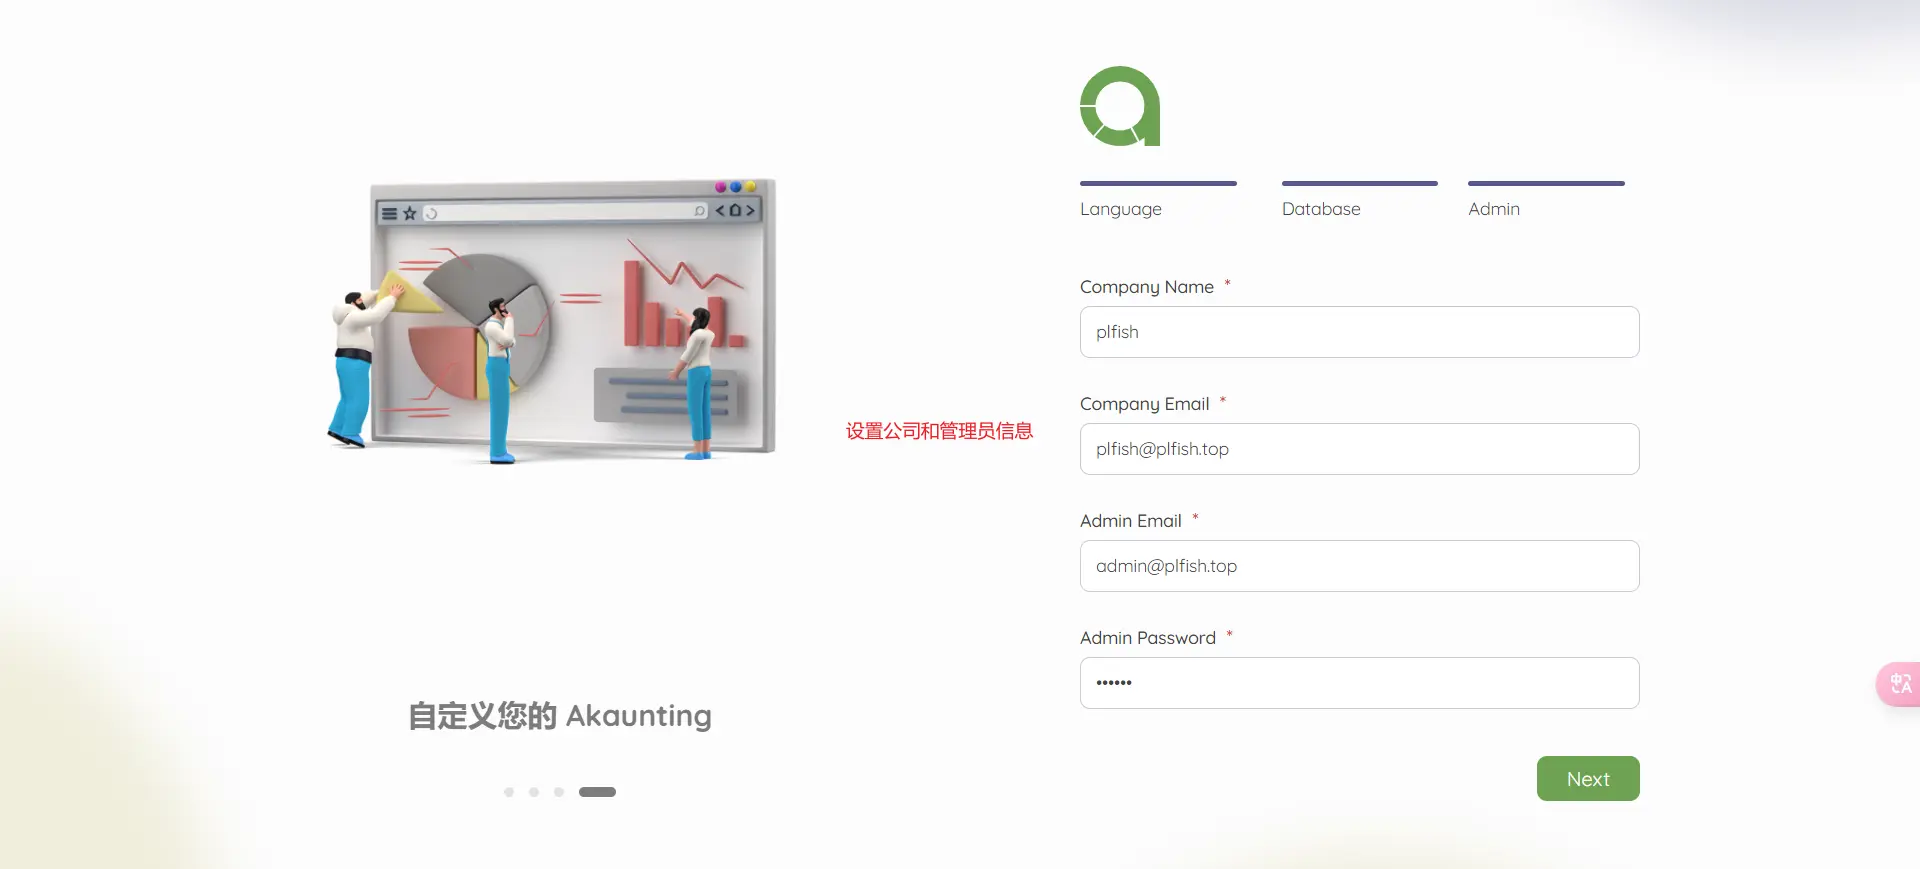 Language
Database
Admin
Company Name *
plfish
Company Email *
plfish@plfish.top
设置公司和管理员信息
Admin Email *
admin@plfish.top
Admin Password *
••••••
自定义您的 Akaunting
Next